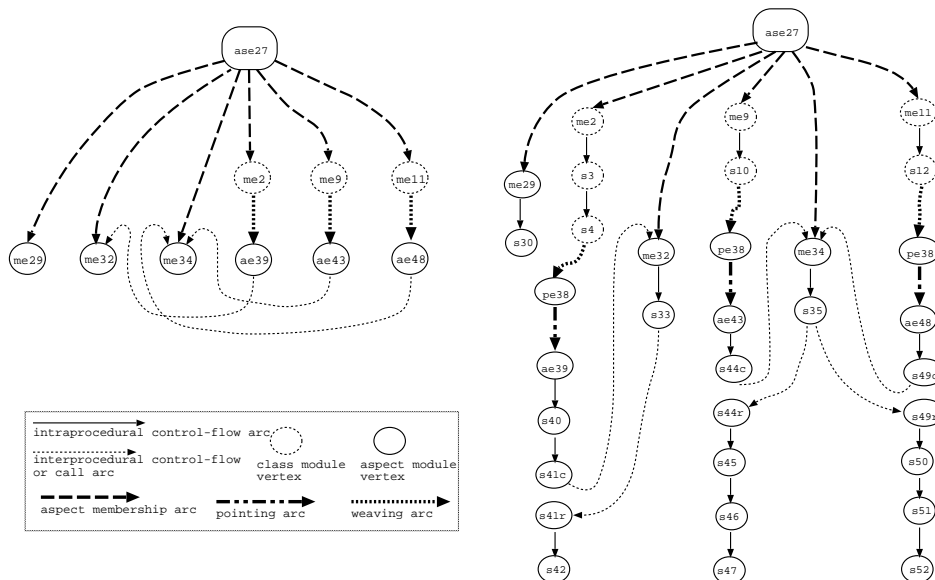 ase27
me2
me9
me11
me29
me32
me34
ae39
ae43
ae48
intraprocedural control-flow arc
interprocedural control-flow
or call arc
class module
vertex
aspect module
vertex
aspect membership arc
pointing arc
weaving arc
ase27
me2
me9
me11
s3
s10
s12
me29
s4
s30
me32
pe38
me34
pe38
pe38
s33
ae43
s35
ae48
ae39
s44c
s49c
s40
s44r
s49r
s41c
s45
s50
s41r
s46
s51
s42
s47
s52